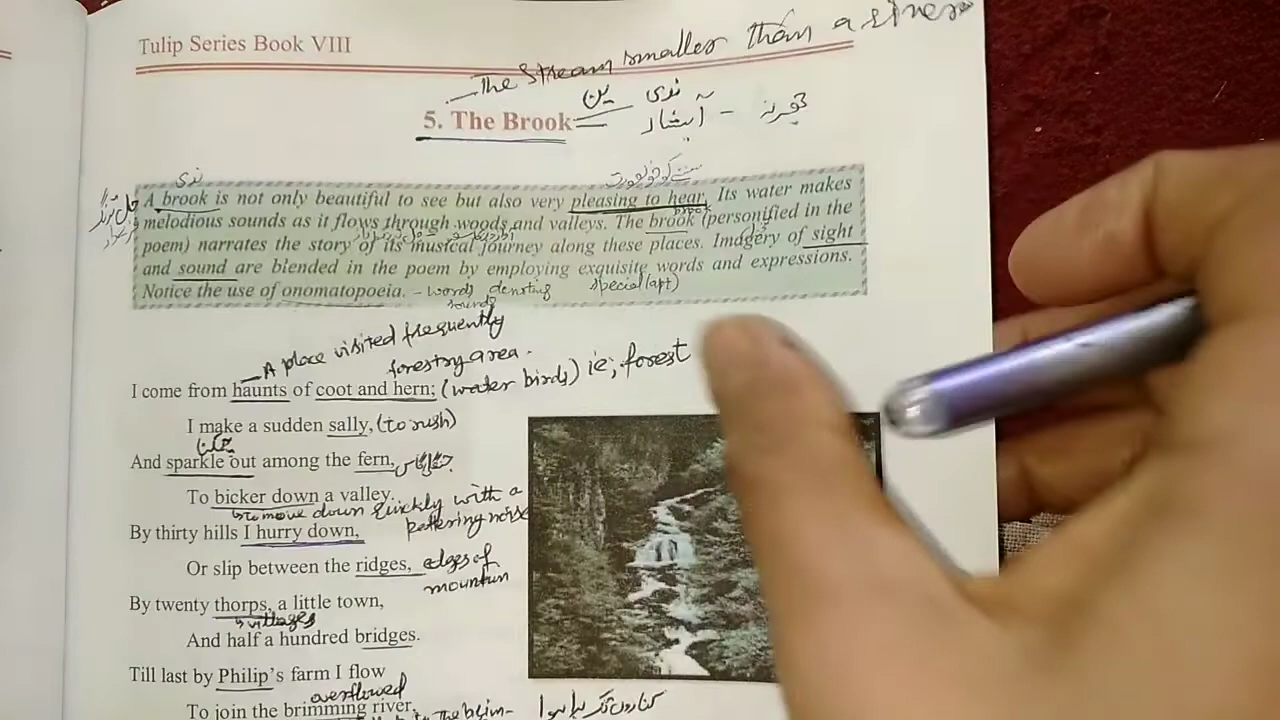 Tulip Series Book VIII
The Stream smaller than a
5. The Brook
ندی
آبشار -
ندی
A brook is not only beautiful to see but also very pleasing to hear. Its water makes
melodious sounds as it flows through woods and valleys. The brook (personified in the
poem) narrates the story of its musical journey along these places. Imagery of sight
and sound are blended in the poem by employing exquisite words and expressions.
Notice the use of onomatopoeia. - words denoting special (apt)
sounds
A place visited frequently
forestry area.
I come from haunts of coot and hern; (water birds) ie; forest
I make a sudden sally, (to rush)
And sparkle out among the fern,
To bicker down a valley.
to move down quickly with a
pattering noise
By thirty hills I hurry down,
Or slip between the ridges, edges of
mountain
By twenty thorps, a little town,
villages
And half a hundred bridges.
Till last by Philip's farm I flow
overflowed
To join the brimming river,